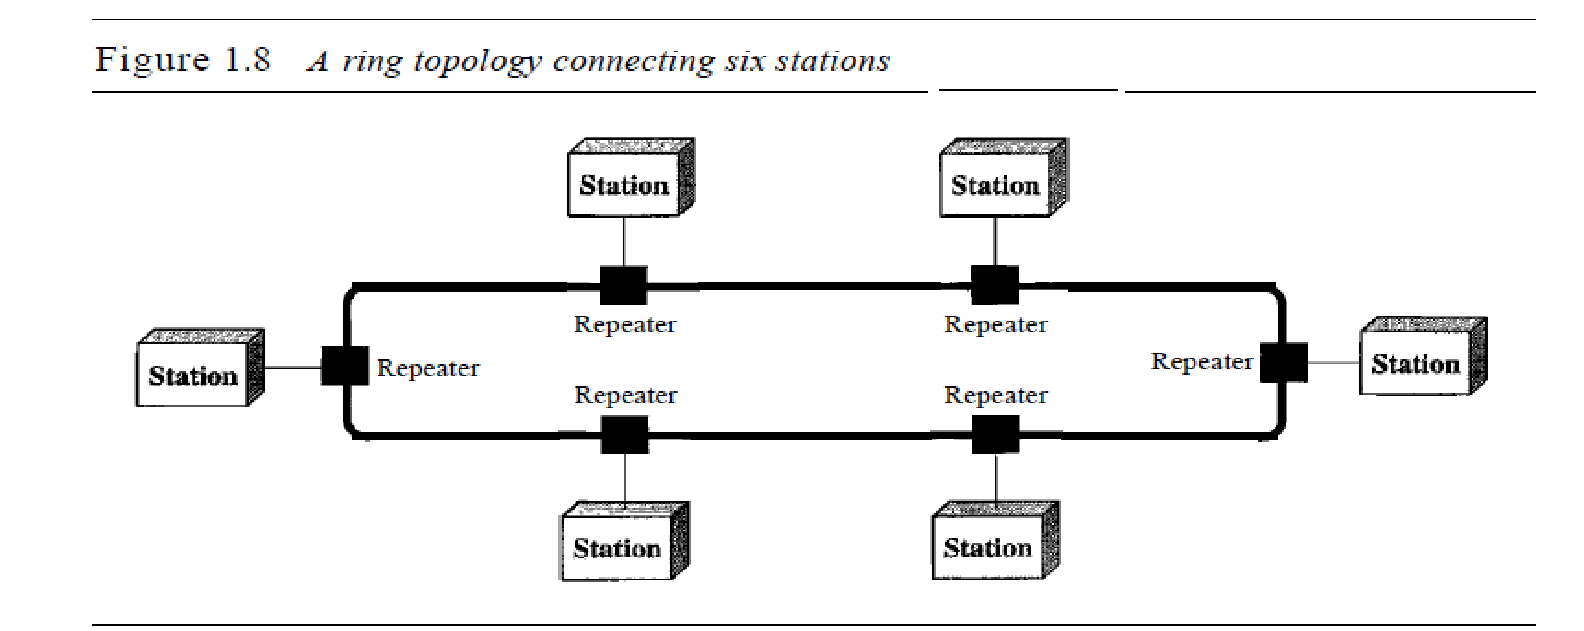 Figure 1.8 A ring topology connecting six stations
Station Station
Repeater Repeater
Station Repeater Repeater Station
Repeater Repeater
Station Station